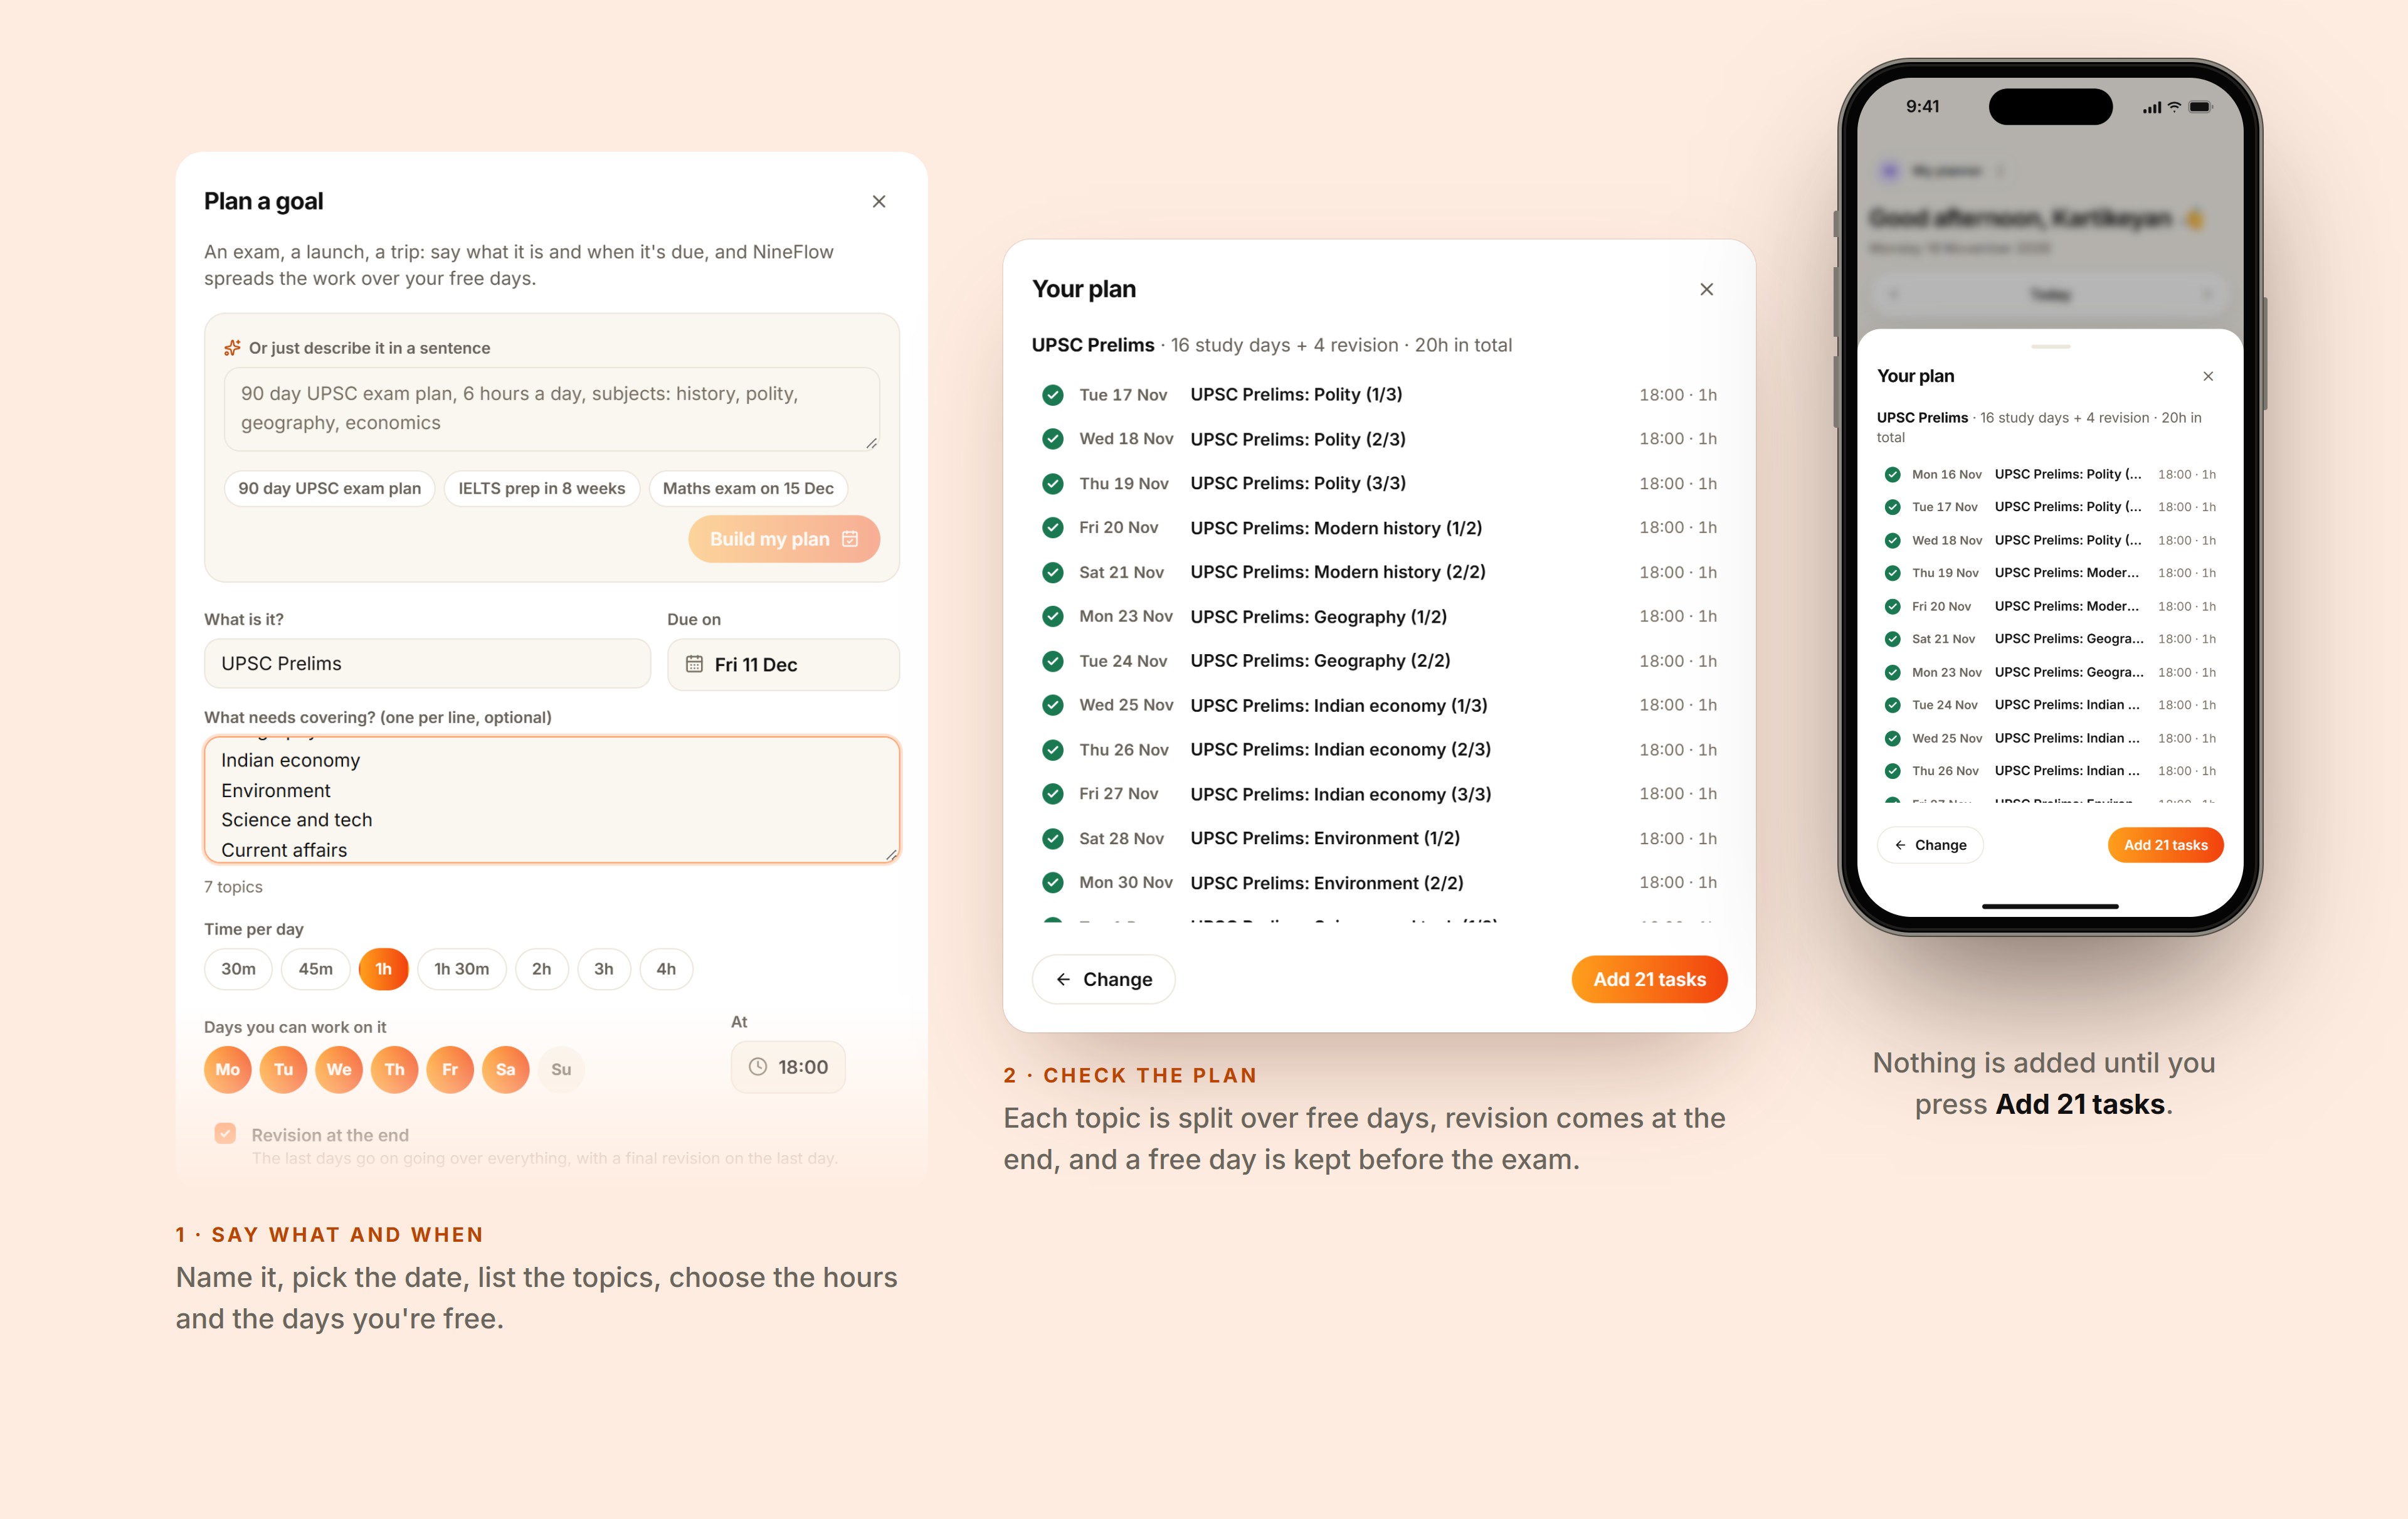 Plan a goal
An exam, a launch, a trip: say what it is and when it's due, and NineFlow
spreads the work over your free days.
Or just describe it in a sentence
90 day UPSC exam plan, 6 hours a day, subjects: history, polity,
geography, economics
90 day UPSC exam plan
IELTS prep in 8 weeks
Maths exam on 15 Dec
Build my plan
What is it?
Due on
UPSC Prelims
Fri 11 Dec
What needs covering? (one per line, optional)
Indian economy
Environment
Science and tech
Current affairs
7 topics
Time per day
30m 45m 1h 1h 30m 2h 3h 4h
Days you can work on it
At
Mo Tu We Th Fr Sa Su
18:00
Revision at the end
The last days go on going over everything, with a final revision on the last day.
1 · SAY WHAT AND WHEN
Name it, pick the date, list the topics, choose the hours
and the days you're free.
Your plan
UPSC Prelims · 16 study days + 4 revision · 20h in total
Tue 17 Nov UPSC Prelims: Polity (1/3) 18:00 · 1h
Wed 18 Nov UPSC Prelims: Polity (2/3) 18:00 · 1h
Thu 19 Nov UPSC Prelims: Polity (3/3) 18:00 · 1h
Fri 20 Nov UPSC Prelims: Modern history (1/2) 18:00 · 1h
Sat 21 Nov UPSC Prelims: Modern history (2/2) 18:00 · 1h
Mon 23 Nov UPSC Prelims: Geography (1/2) 18:00 · 1h
Tue 24 Nov UPSC Prelims: Geography (2/2) 18:00 · 1h
Wed 25 Nov UPSC Prelims: Indian economy (1/3) 18:00 · 1h
Thu 26 Nov UPSC Prelims: Indian economy (2/3) 18:00 · 1h
Fri 27 Nov UPSC Prelims: Indian economy (3/3) 18:00 · 1h
Sat 28 Nov UPSC Prelims: Environment (1/2) 18:00 · 1h
Mon 30 Nov UPSC Prelims: Environment (2/2) 18:00 · 1h
Change
Add 21 tasks
2 · CHECK THE PLAN
Each topic is split over free days, revision comes at the
end, and a free day is kept before the exam.
9:41
My planner
Good afternoon, Kartikeyan
Today
Your plan
UPSC Prelims · 16 study days + 4 revision · 20h in
total
Mon 16 Nov UPSC Prelims: Polity (... 18:00 · 1h
Tue 17 Nov UPSC Prelims: Polity (... 18:00 · 1h
Wed 18 Nov UPSC Prelims: Polity (... 18:00 · 1h
Thu 19 Nov UPSC Prelims: Moder... 18:00 · 1h
Fri 20 Nov UPSC Prelims: Moder... 18:00 · 1h
Sat 21 Nov UPSC Prelims: Geogra... 18:00 · 1h
Mon 23 Nov UPSC Prelims: Geogra... 18:00 · 1h
Tue 24 Nov UPSC Prelims: Indian ... 18:00 · 1h
Wed 25 Nov UPSC Prelims: Indian ... 18:00 · 1h
Thu 26 Nov UPSC Prelims: Indian ... 18:00 · 1h
Change
Add 21 tasks
Nothing is added until you
press Add 21 tasks.